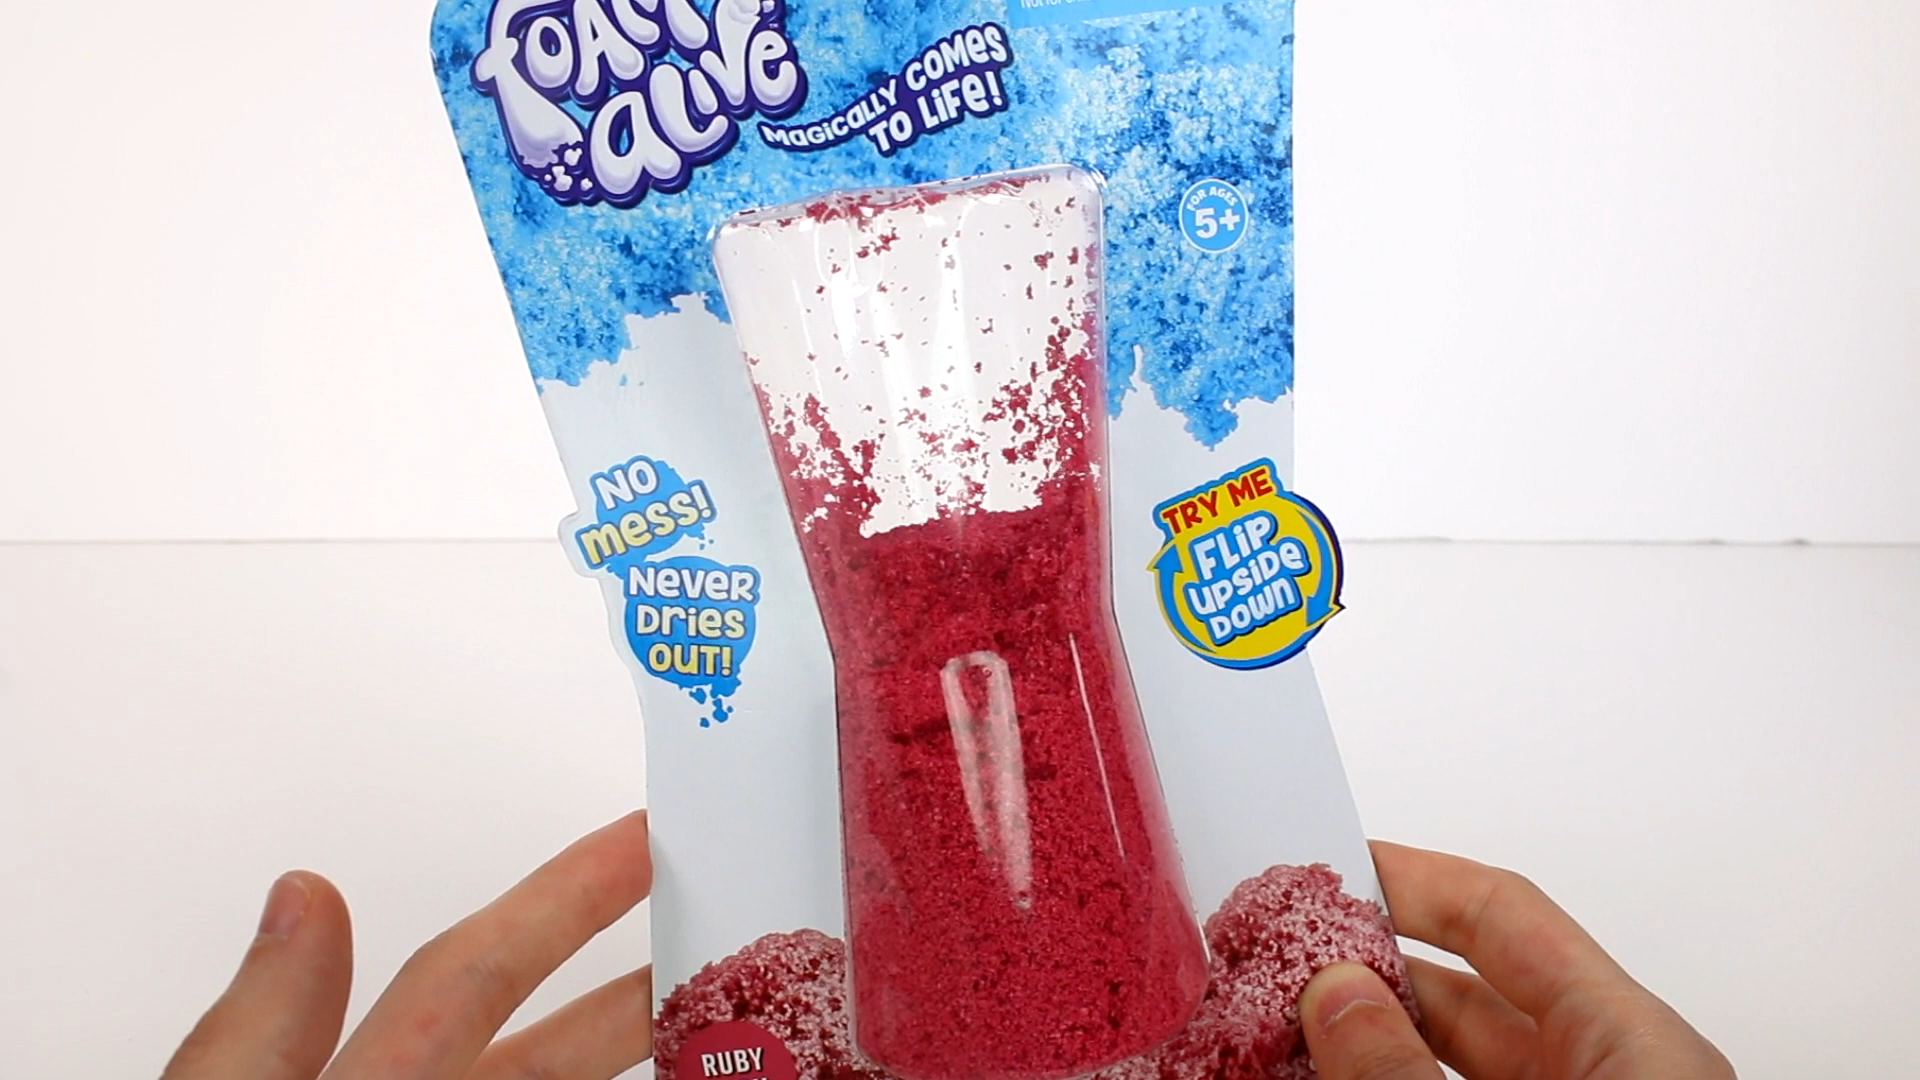 FOAM
aLive
MagicaLLY COMes
TO LiFe!
FOR AGES
5+
NO
mess!
Never
Dries
OUT!
TRY ME
FLiP
UPSiDe
DOWN
RUBY